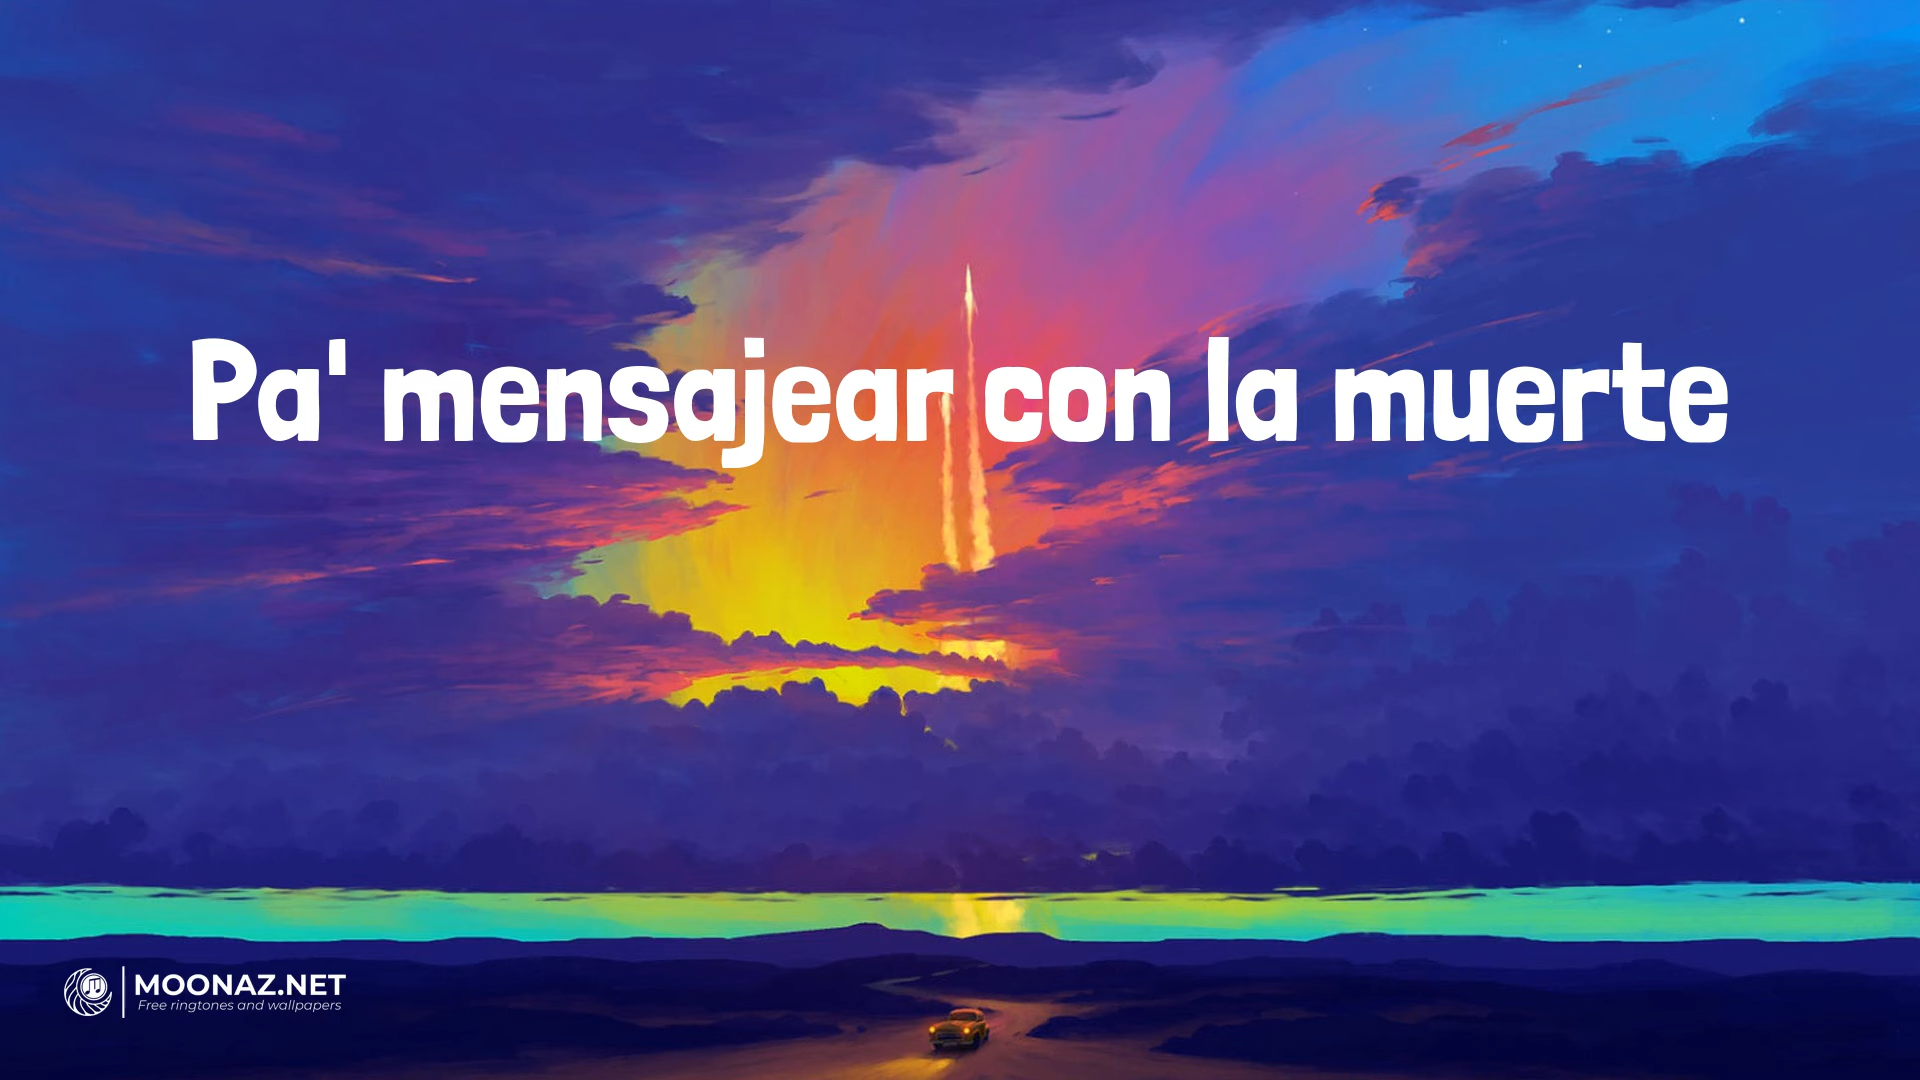 Pa' mensajear con la muerte
MOONAZ.NET
Free ringtones and wallpapers